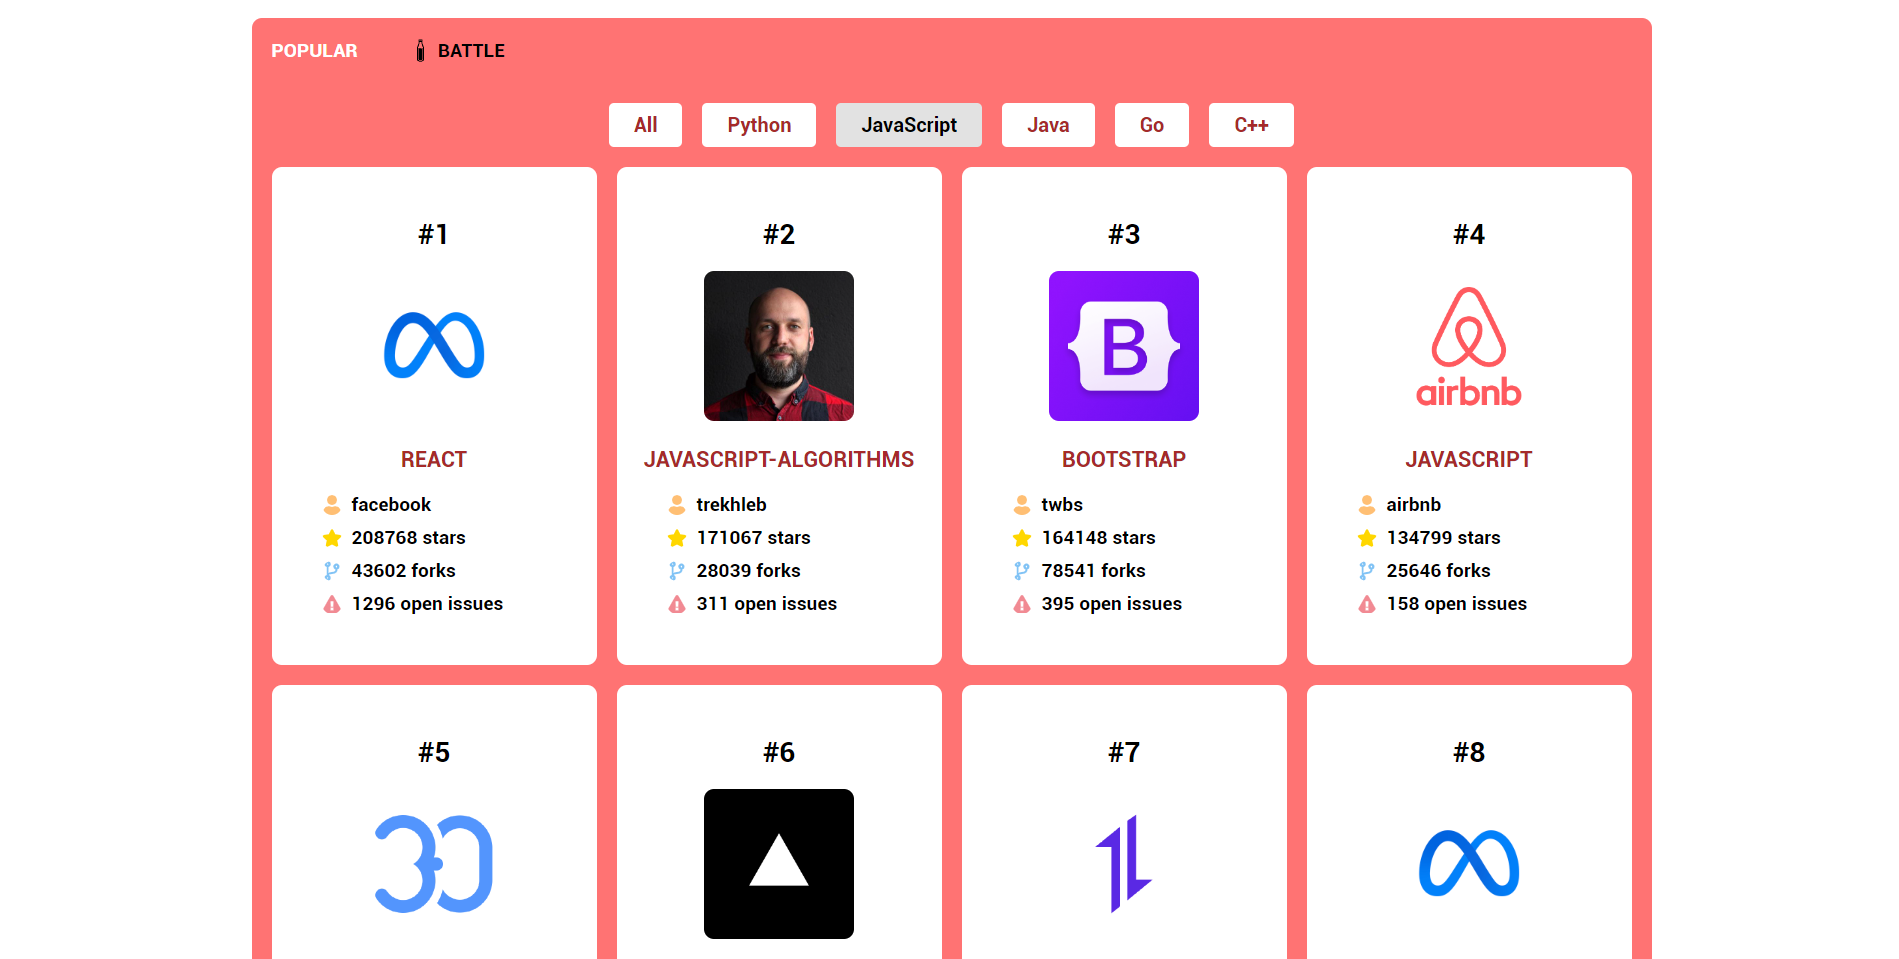 POPULAR BATTLE
All Python JavaScript Java Go C++
#1 #2 #3 #4
B
airbnb
REACT JAVASCRIPT-ALGORITHMS BOOTSTRAP JAVASCRIPT
facebook trekhleb twbs airbnb
208768 stars 171067 stars 164148 stars 134799 stars
43602 forks 28039 forks 78541 forks 25646 forks
1296 open issues 311 open issues 395 open issues 158 open issues
#5 #6 #7 #8
30